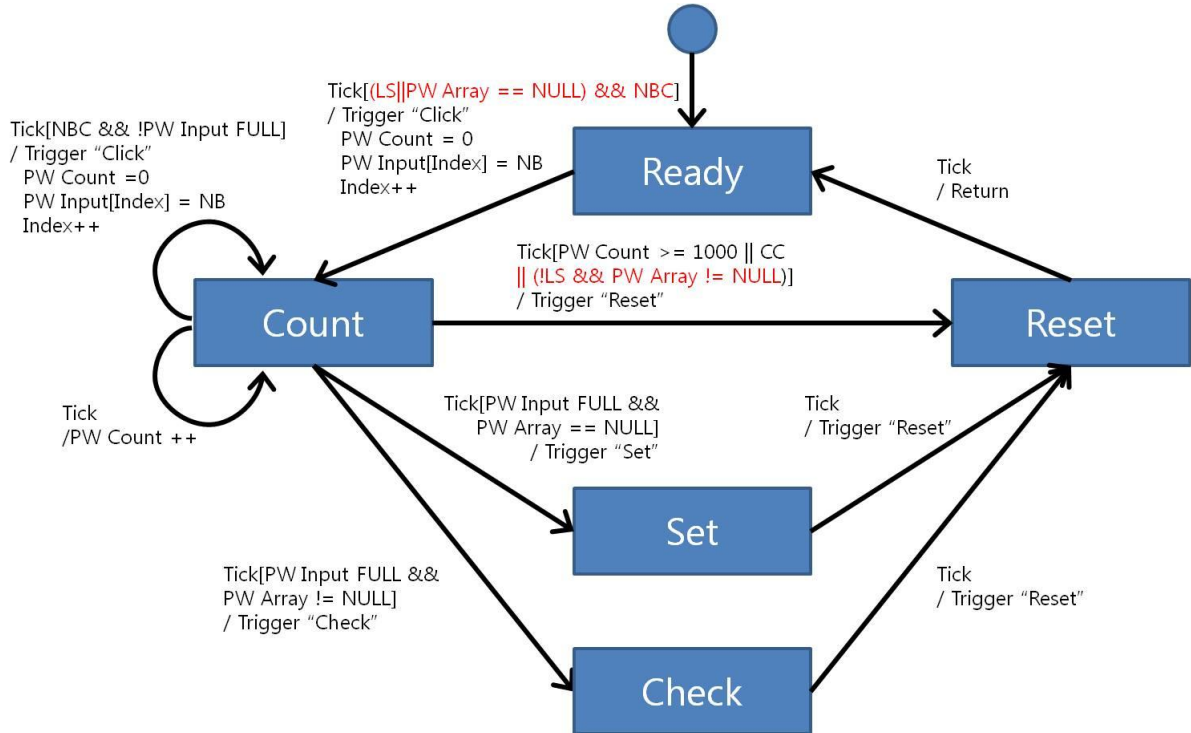 Tick[(LS||PW Array == NULL) && NBC]
/ Trigger “Click”
PW Count = 0
PW Input[Index] = NB
Index++
Ready
Tick[NBC && !PW Input FULL]
/ Trigger “Click”
PW Count =0
PW Input[Index] = NB
Index++
Tick
/ Return
Tick[PW Count >= 1000 || CC
|| (!LS && PW Array != NULL)]
/ Trigger “Reset”
Count
Reset
Tick
/PW Count ++
Tick[PW Input FULL &&
PW Array == NULL]
/ Trigger “Set”
Tick
/ Trigger “Reset”
Set
Tick[PW Input FULL &&
PW Array != NULL]
/ Trigger “Check”
Tick
/ Trigger “Reset”
Check